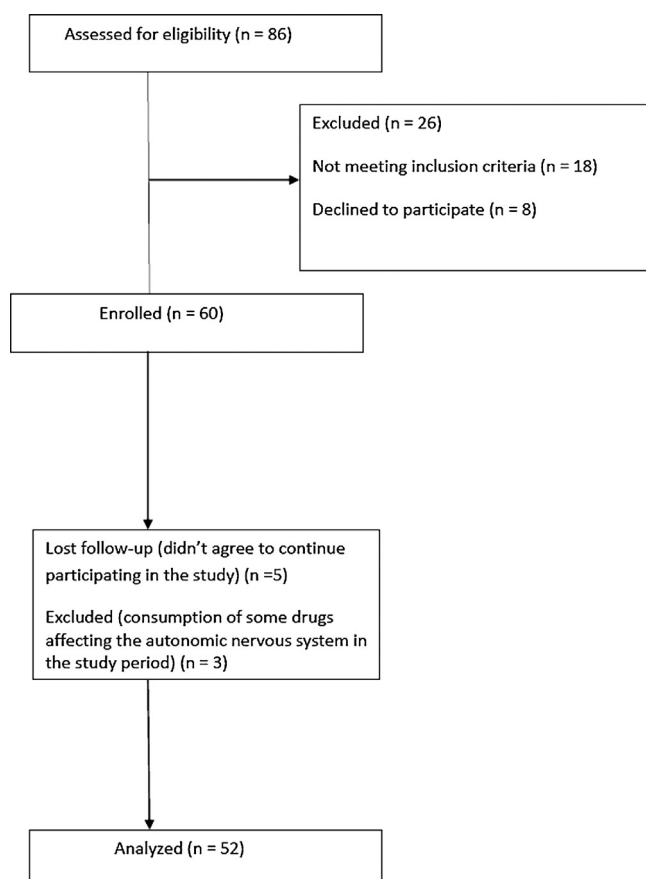 Assessed for eligibility (n = 86)
Excluded (n = 26)
Not meeting inclusion criteria (n = 18)
Declined to participate (n = 8)
Enrolled (n = 60)
Lost follow-up (didn't agree to continue
participating in the study) (n =5)
Excluded (consumption of some drugs
affecting the autonomic nervous system in
the study period) (n = 3)
Analyzed (n = 52)